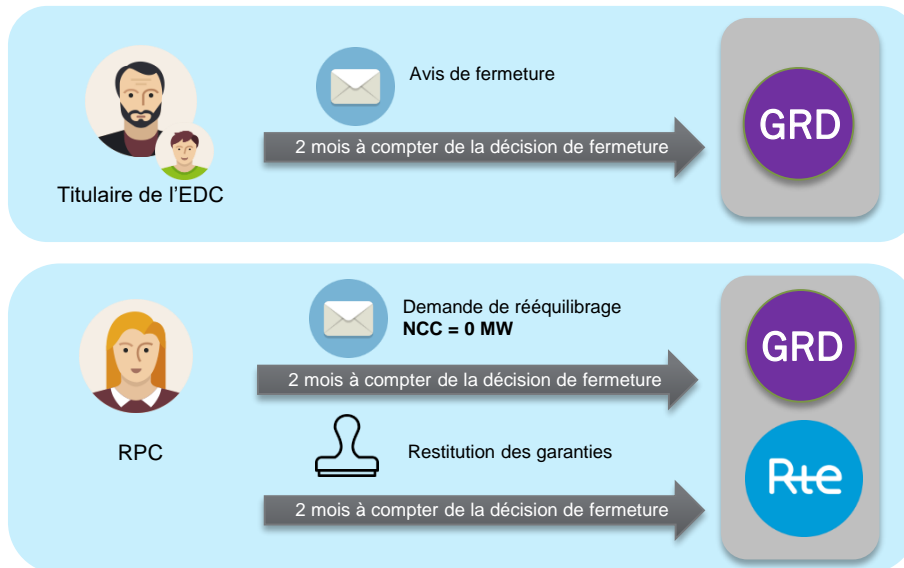 Avis de fermeture
2 mois à compter de la décision de fermeture
GRD
Titulaire de l'EDC
Demande de rééquilibrage
NCC = 0 MW
2 mois à compter de la décision de fermeture
GRD
RPC
Restitution des garanties
2 mois à compter de la décision de fermeture
Rte